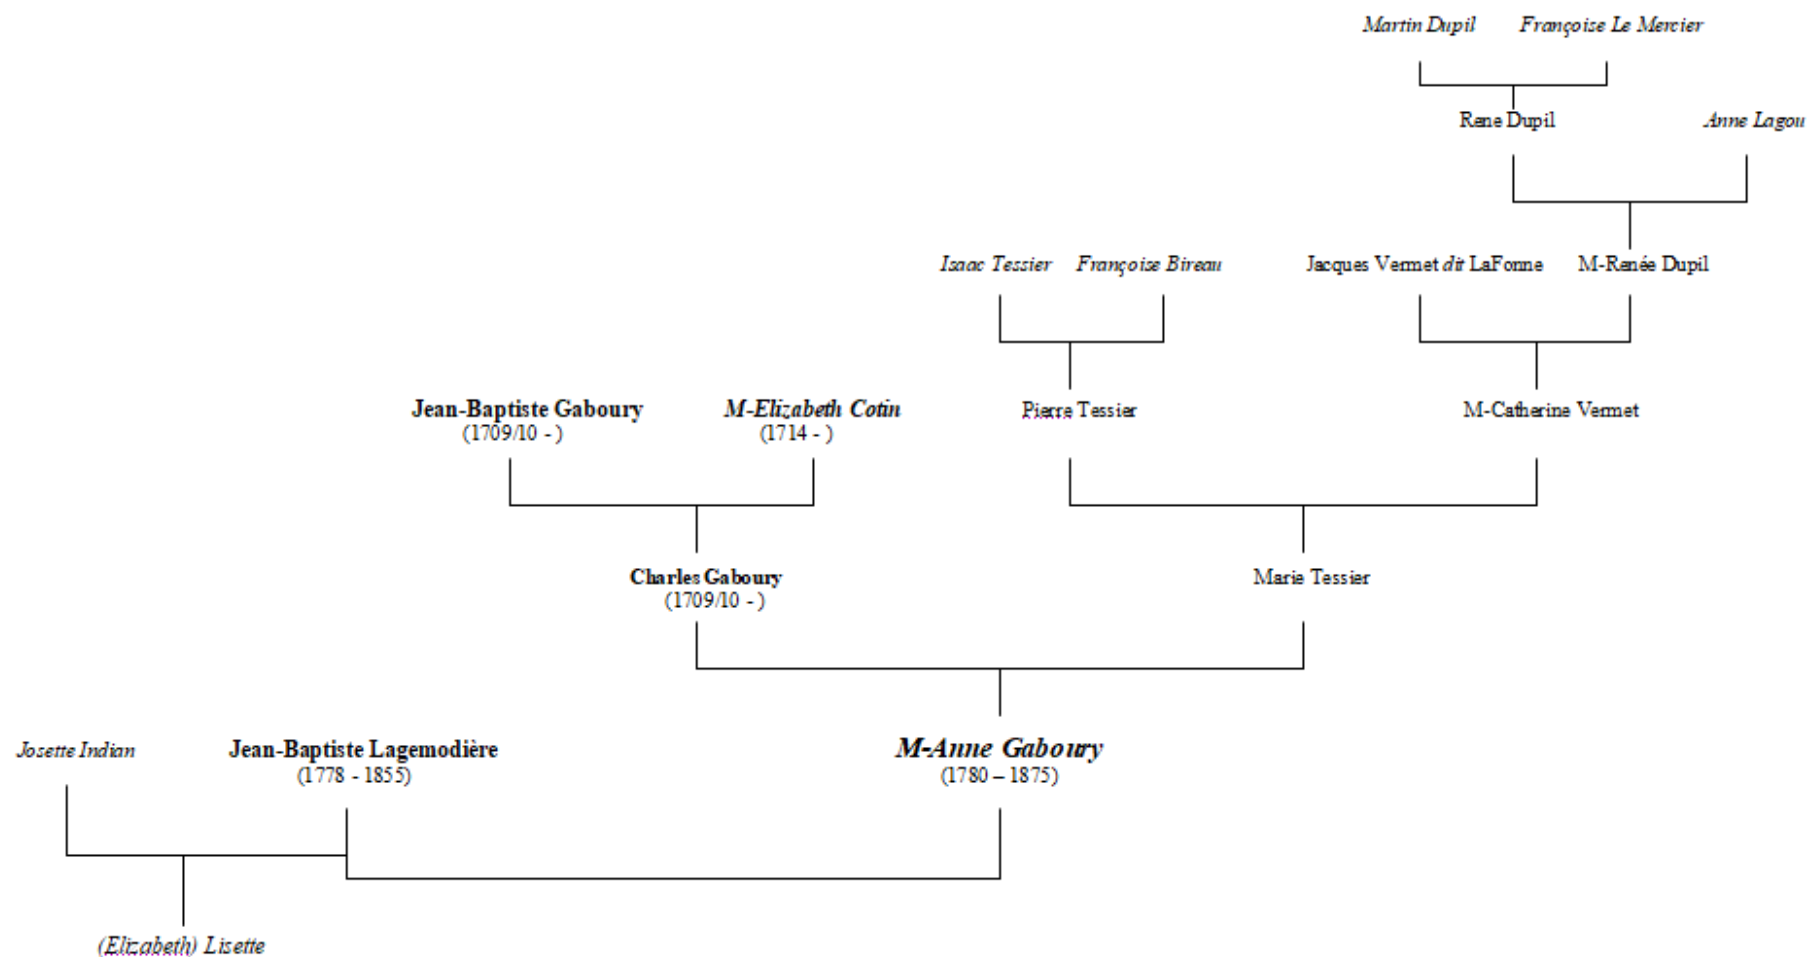 Martin Dupil Françoise Le Mercier
Rene Dupil Anne Lagou
Isaac Tessier Françoise Bireau Jacques Vermet dit LaFonne M-Renée Dupil
Jean-Baptiste Gaboury M-Elizabeth Cotin Pierre Tessier M-Catherine Vermet
(1709/10 - ) (1714 - )
Charles Gaboury Marie Tessier
(1709/10 - )
Josette Indian Jean-Baptiste Lagemodière M-Anne Gaboury
(1778 - 1855) (1780 – 1875)
(Elizabeth) Lisette